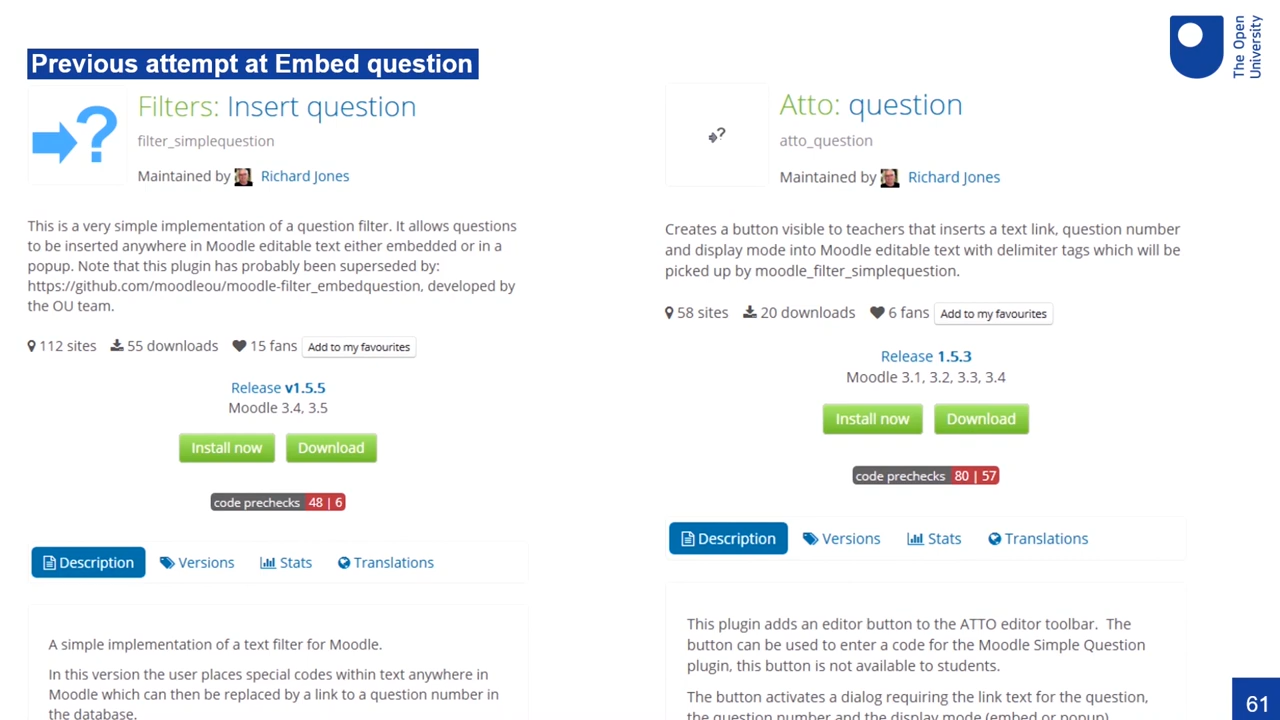 The Open
University
Previous attempt at Embed question
Filters: Insert question
filter_simplequestion
Maintained by Richard Jones
This is a very simple implementation of a question filter. It allows questions
to be inserted anywhere in Moodle editable text either embedded or in a
popup. Note that this plugin has probably been superseded by:
https://github.com/moodleou/moodle-filter_embedquestion, developed by
the OU team.
112 sites 55 downloads 15 fans Add to my favourites
Release v1.5.5
Moodle 3.4, 3.5
Install now Download
code prechecks 48 | 6
Description Versions Stats Translations
A simple implementation of a text filter for Moodle.
In this version the user places special codes within text anywhere in
Moodle which can then be replaced by a link to a question number in
the database.
Atto: question
atto_question
Maintained by Richard Jones
Creates a button visible to teachers that inserts a text link, question number
and display mode into Moodle editable text with delimiter tags which will be
picked up by moodle_filter_simplequestion.
58 sites 20 downloads 6 fans Add to my favourites
Release 1.5.3
Moodle 3.1, 3.2, 3.3, 3.4
Install now Download
code prechecks 80 | 57
Description Versions Stats Translations
This plugin adds an editor button to the ATTO editor toolbar. The
button can be used to enter a code for the Moodle Simple Question
plugin, this button is not available to students.
The button activates a dialog requiring the link text for the question,
the question number and the display mode (embed or popup)
61